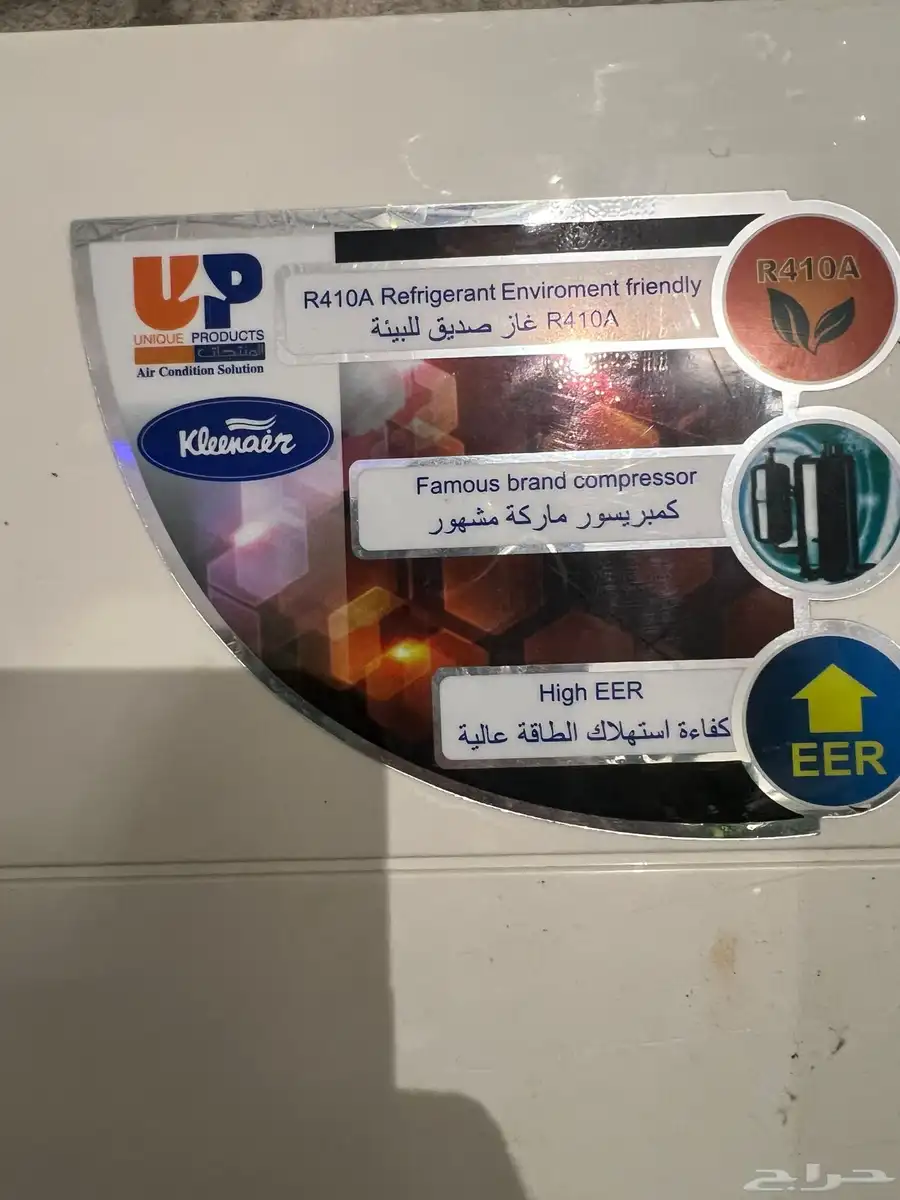 UP
UNIQUE PRODUCTS
المنتجات
Air Condition Solution
Kleenair
R410A Refrigerant Enviroment friendly
R410A غاز صديق للبيئة
R410A
Famous brand compressor
كمبريسور ماركة مشهور
High EER
كفاءة استهلاك الطاقة عالية
EER
حراج